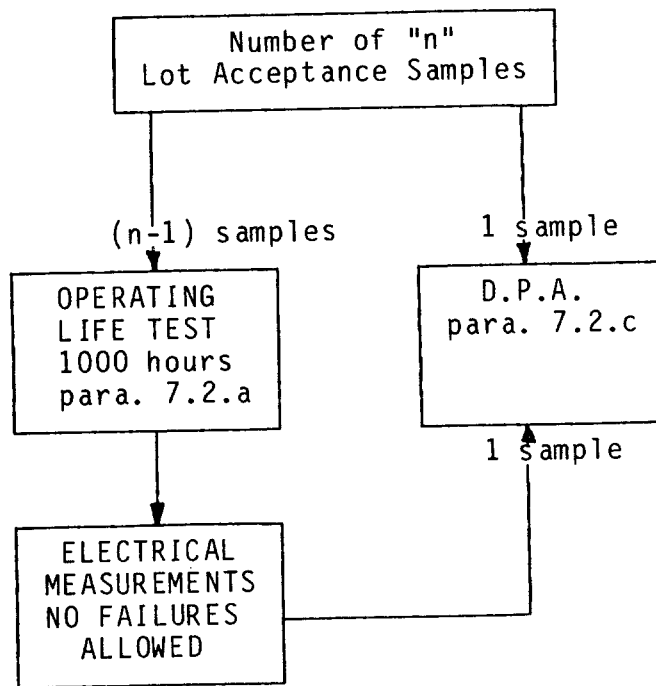 Number of "n"
Lot Acceptance Samples
(n-1) samples
1 sample
OPERATING
LIFE TEST
1000 hours
para. 7.2.a
D.P.A.
para. 7.2.c
1 sample
ELECTRICAL
MEASUREMENTS
NO FAILURES
ALLOWED